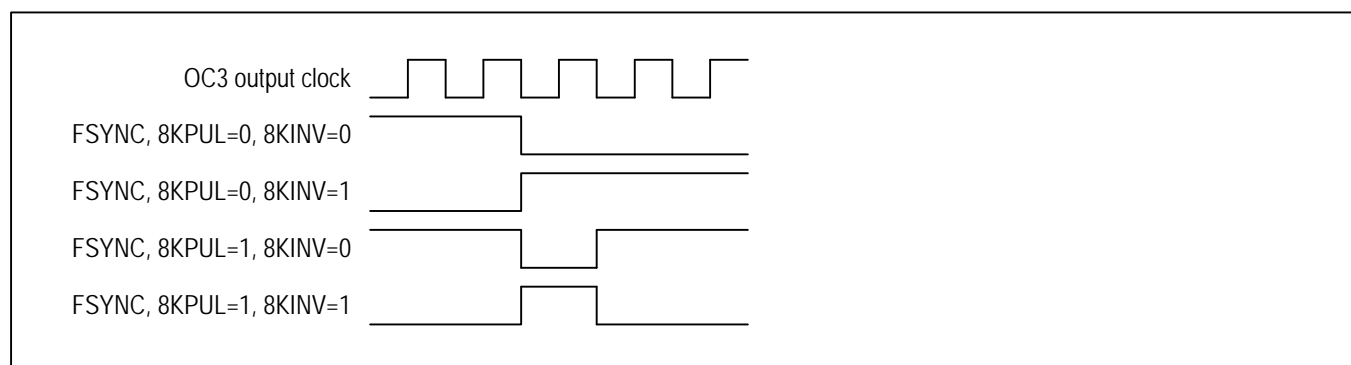 OC3 output clock
FSYNC, 8KPUL=0, 8KINV=0
FSYNC, 8KPUL=0, 8KINV=1
FSYNC, 8KPUL=1, 8KINV=0
FSYNC, 8KPUL=1, 8KINV=1